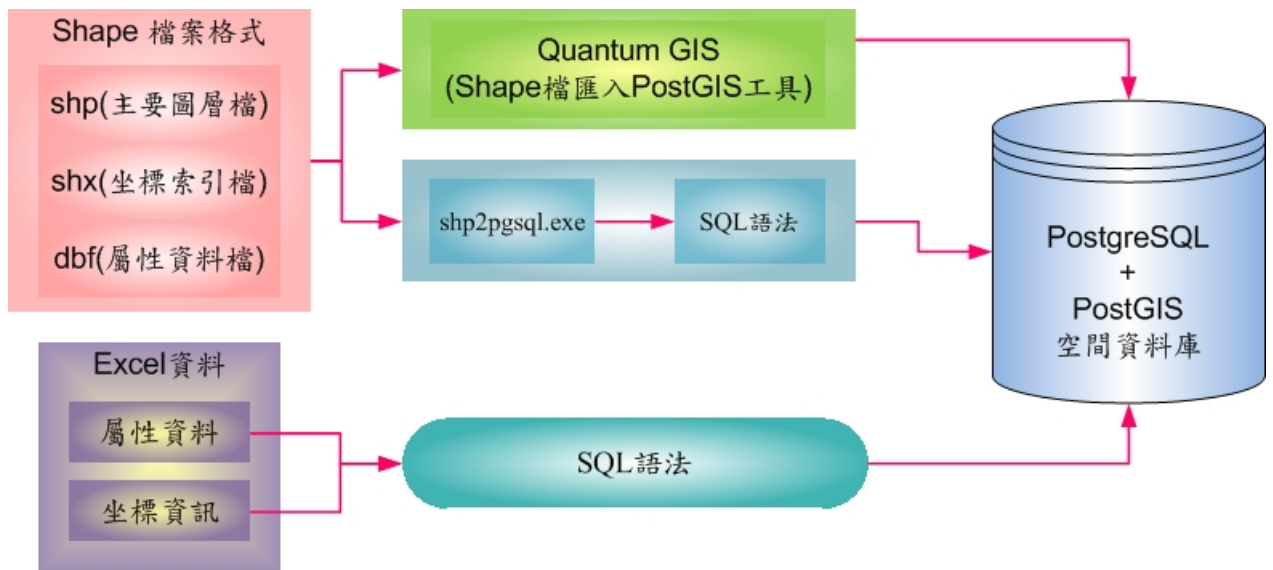 Shape 檔案格式
shp(主要圖層檔)
shx(坐標索引檔)
dbf(屬性資料檔)
Quantum GIS
(Shape檔匯入PostGIS工具)
shp2pgsql.exe
SQL語法
PostgreSQL
+
PostGIS
空間資料庫
Excel資料
屬性資料
坐標資訊
SQL語法